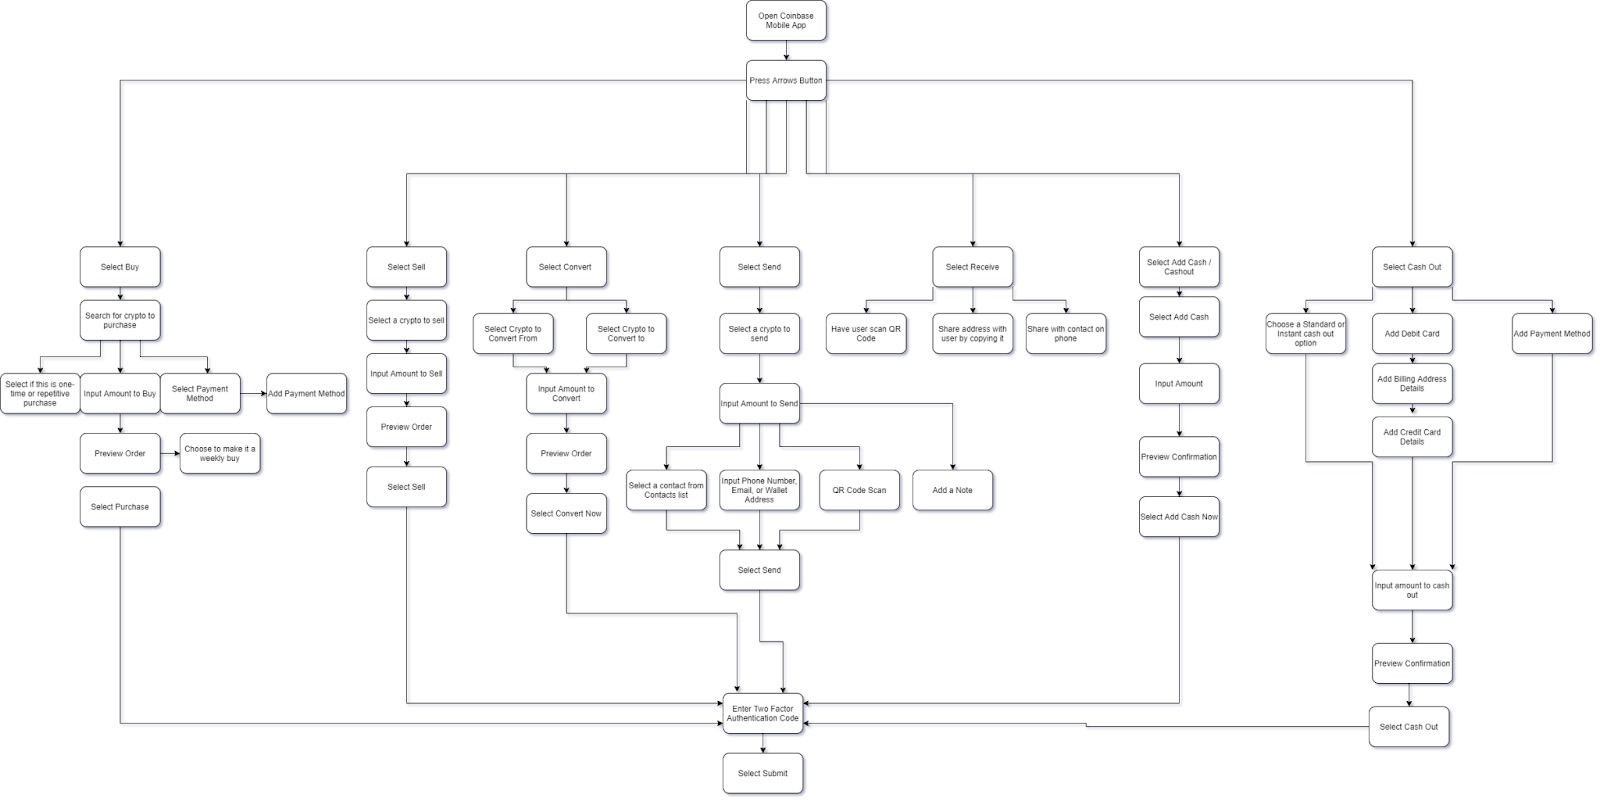 Open Coinbase
Mobile App
Press Arrows Button
Select Buy
Select Sell
Select Convert
Select Send
Select Receive
Select Add Cash /
Cashout
Select Cash Out
Search for crypto to
purchase
Select a crypto to sell
Select Crypto to
Convert From
Select Crypto to
Convert to
Select a crypto to
send
Have user scan QR
Code
Share address with
user by copying it
Share with contact on
phone
Select Add Cash
Choose a Standard or
Instant cash out
option
Add Debit Card
Add Payment Method
Select if this is one-
time or repetitive
purchase
Input Amount to Buy
Select Payment
Method
Add Payment Method
Input Amount to Sell
Input Amount to
Convert
Input Amount to Send
Input Amount
Add Billing Address
Details
Preview Order
Choose to make it a
weekly buy
Preview Order
Preview Order
Preview Confirmation
Add Credit Card
Details
Select Purchase
Select Sell
Select Convert Now
Select a contact from
Contacts list
Input Phone Number,
Email, or Wallet
Address
QR Code Scan
Add a Note
Select Add Cash Now
Select Send
Input amount to cash
out
Preview Confirmation
Enter Two Factor
Authentication Code
Select Cash Out
Select Submit